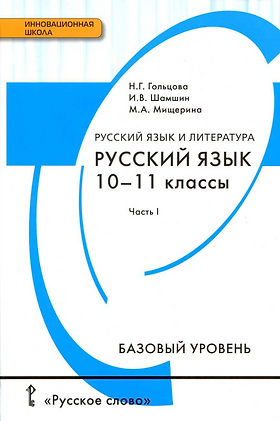 ИННОВАЦИОННАЯ
ШКОЛА
Н.Г. Гольцова
И.В. Шамшин
М.А. Мищерина
РУССКИЙ ЯЗЫК И ЛИТЕРАТУРА
РУССКИЙ ЯЗЫК
10–11 классы
Часть I
БАЗОВЫЙ УРОВЕНЬ
«Русское слово»